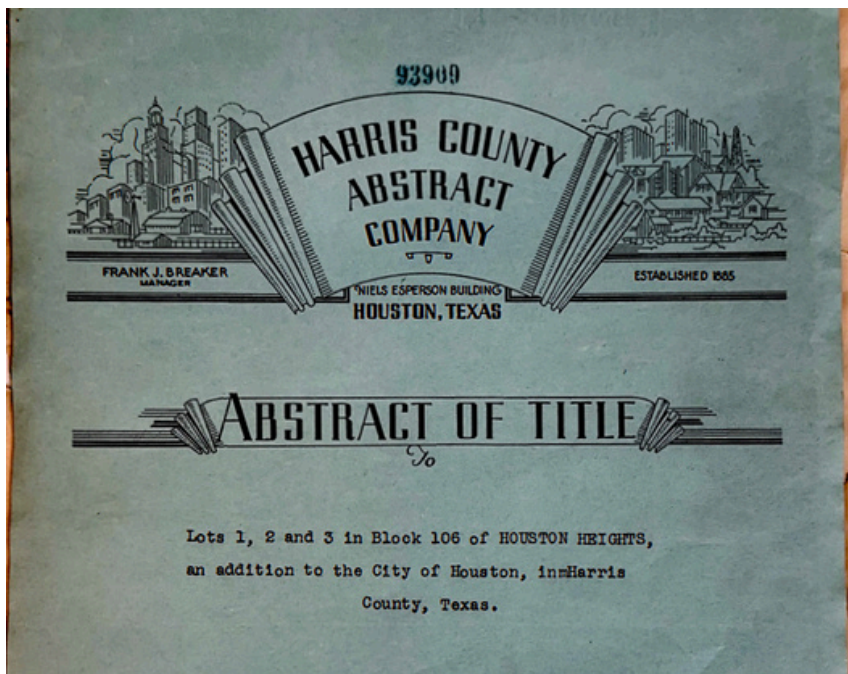 93909
HARRIS COUNTY
ABSTRACT
COMPANY
FRANK J. BREAKER
MANAGER
ESTABLISHED 1885
NIELS ESPERSON BUILDING
HOUSTON, TEXAS
ABSTRACT OF TITLE
To
Lots 1, 2 and 3 in Block 106 of HOUSTON HEIGHTS,
an addition to the City of Houston, inmHarris
County, Texas.